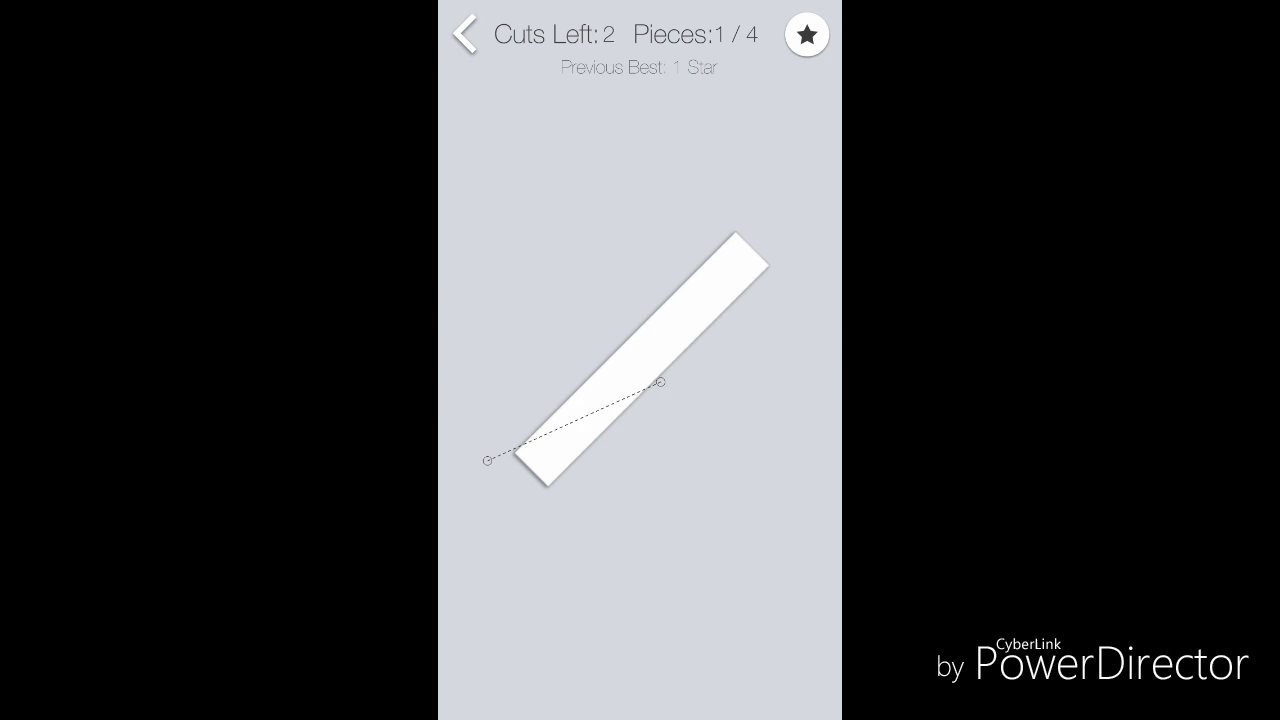 Cuts Left: 2 Pieces:1 / 4
Previous Best: 1 Star
CyberLink
by PowerDirector